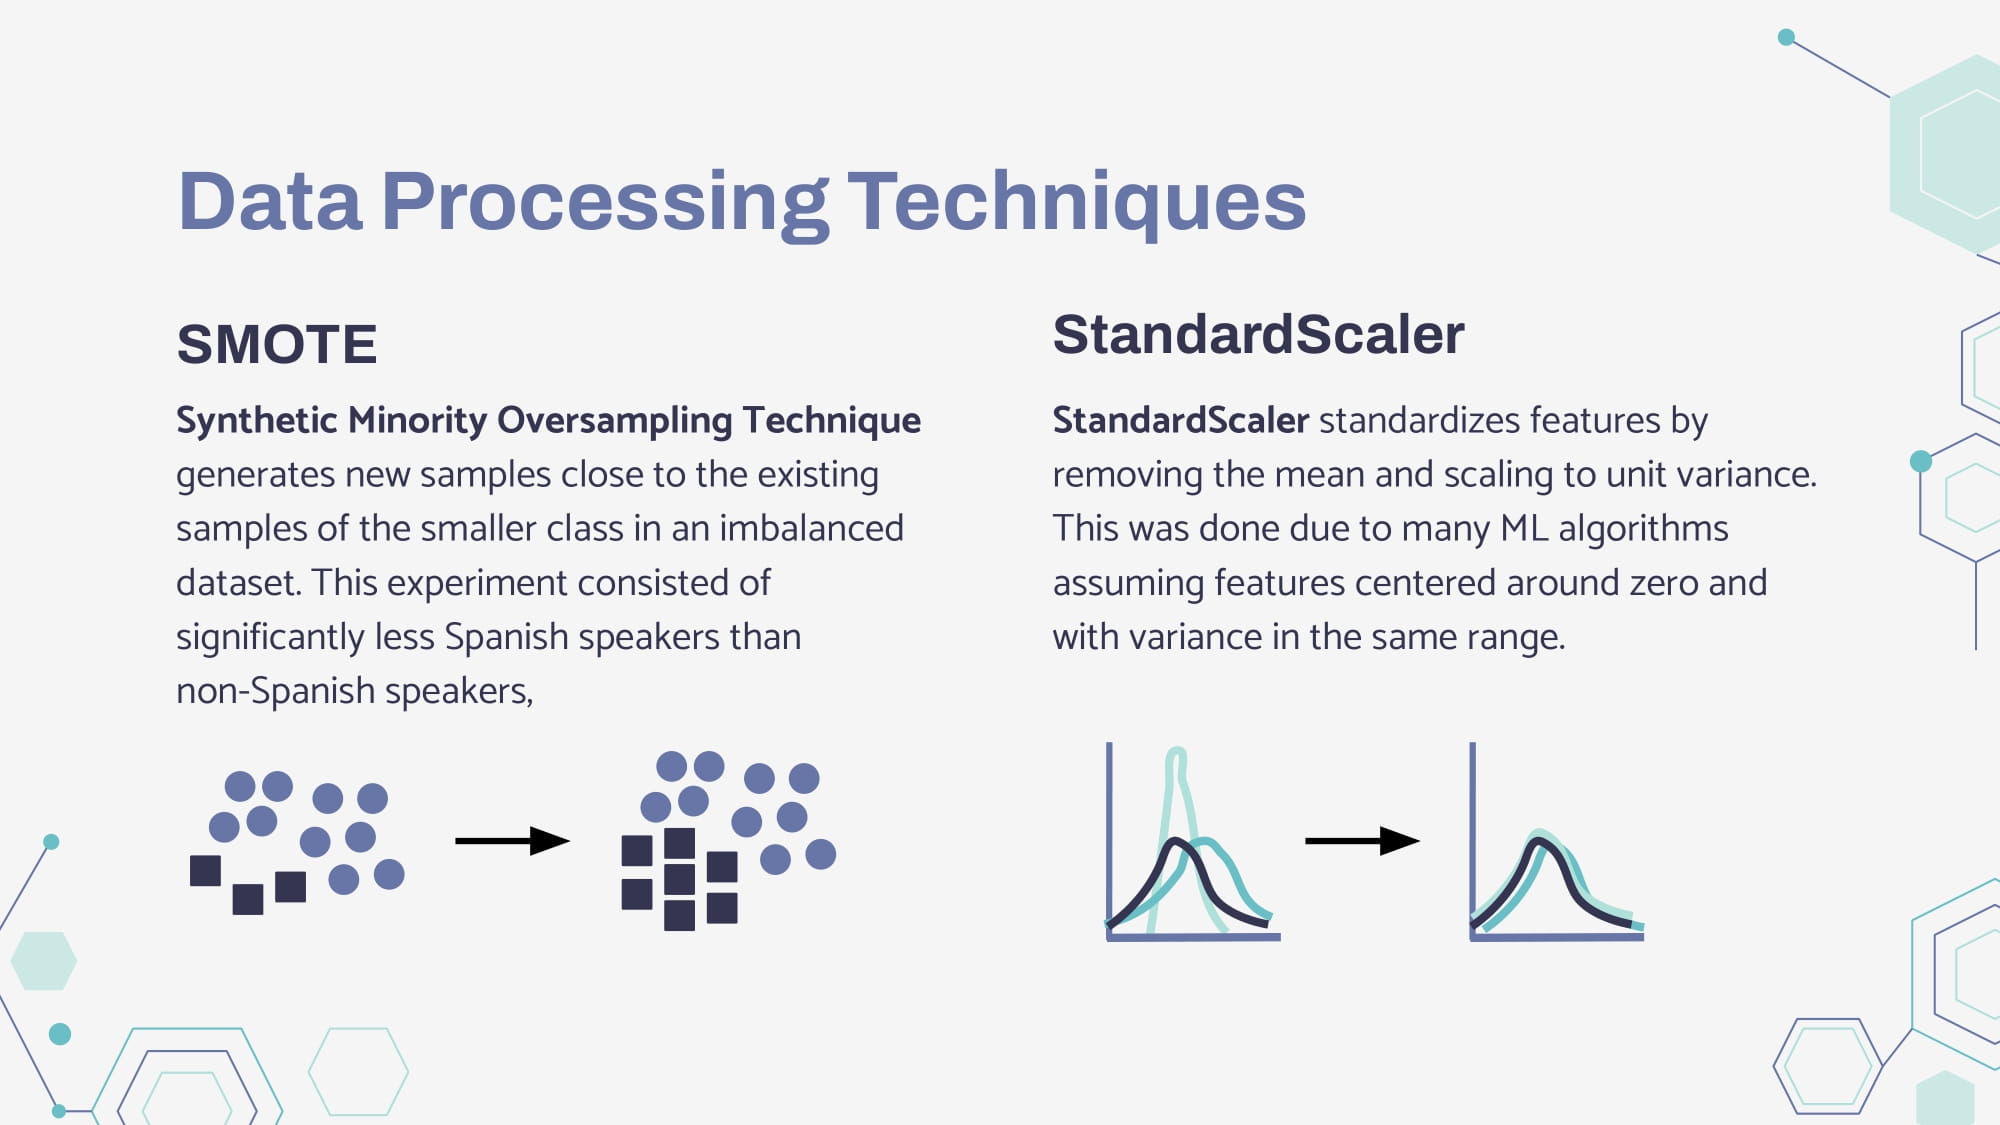 Data Processing Techniques
SMOTE
Synthetic Minority Oversampling Technique
generates new samples close to the existing
samples of the smaller class in an imbalanced
dataset. This experiment consisted of
significantly less Spanish speakers than
non-Spanish speakers,
StandardScaler
StandardScaler standardizes features by
removing the mean and scaling to unit variance.
This was done due to many ML algorithms
assuming features centered around zero and
with variance in the same range.